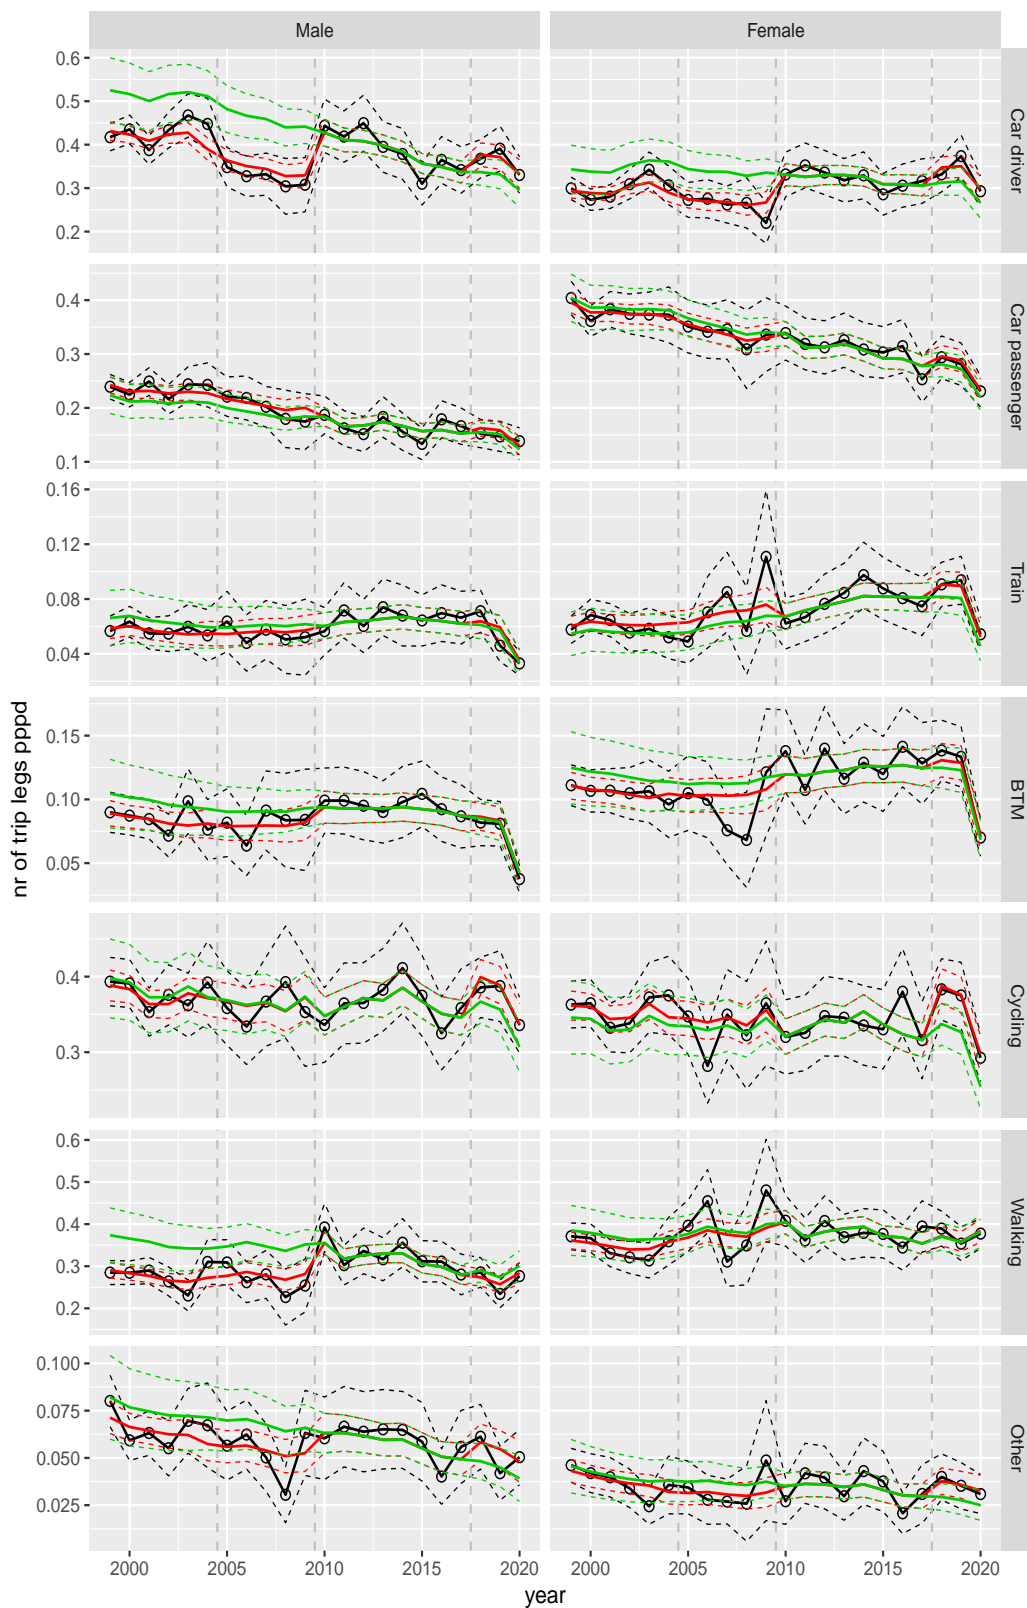 Male Female
0.6
0.5
0.4
0.3
0.2
Car driver
0.4
0.3
0.2
0.1
Car passenger
0.16
0.12
0.08
0.04
Train
0.15
0.10
0.05
BTM
0.4
0.3
Cycling
0.6
0.5
0.4
0.3
0.2
Walking
0.100
0.075
0.050
0.025
Other
nr of trip legs pppd
2000 2005 2010 2015 2020 2000 2005 2010 2015 2020
year